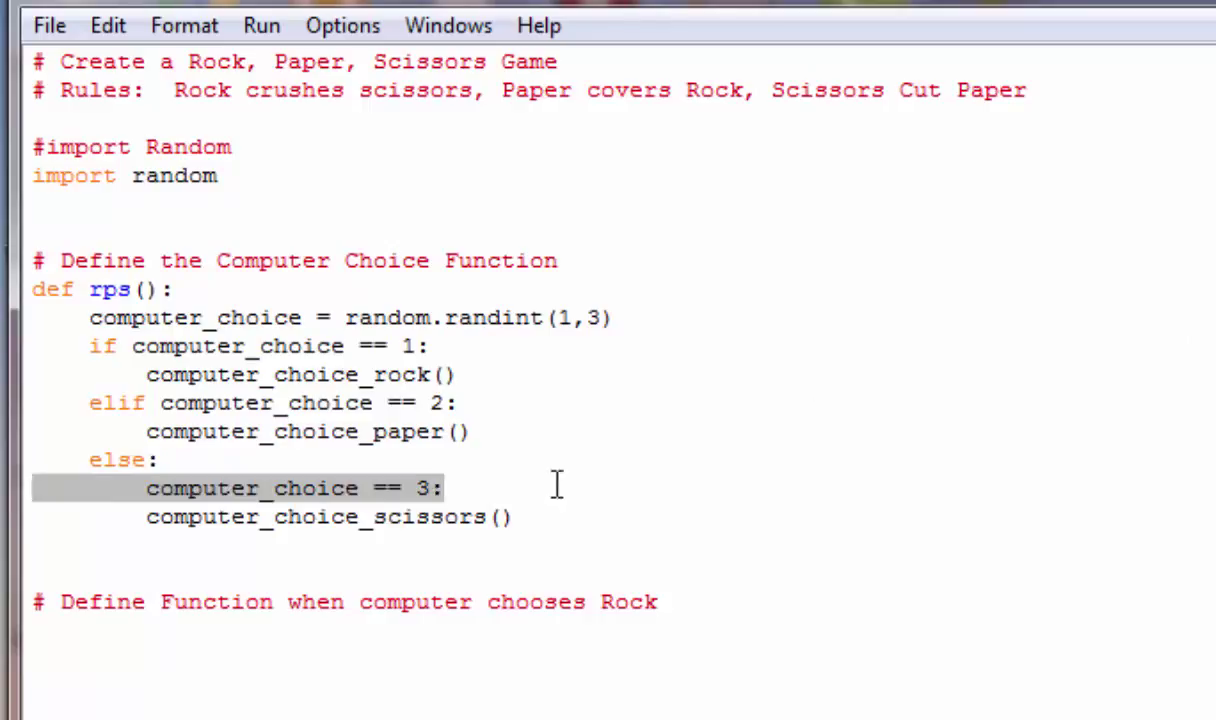 File Edit Format Run Options Windows Help
# Create a Rock, Paper, Scissors Game
# Rules:  Rock crushes scissors, Paper covers Rock, Scissors Cut Paper
#import Random
import random
# Define the Computer Choice Function
def rps():
    computer_choice = random.randint(1,3)
    if computer_choice == 1:
        computer_choice_rock()
    elif computer_choice == 2:
        computer_choice_paper()
    else:
        computer_choice == 3:
        computer_choice_scissors()
# Define Function when computer chooses Rock